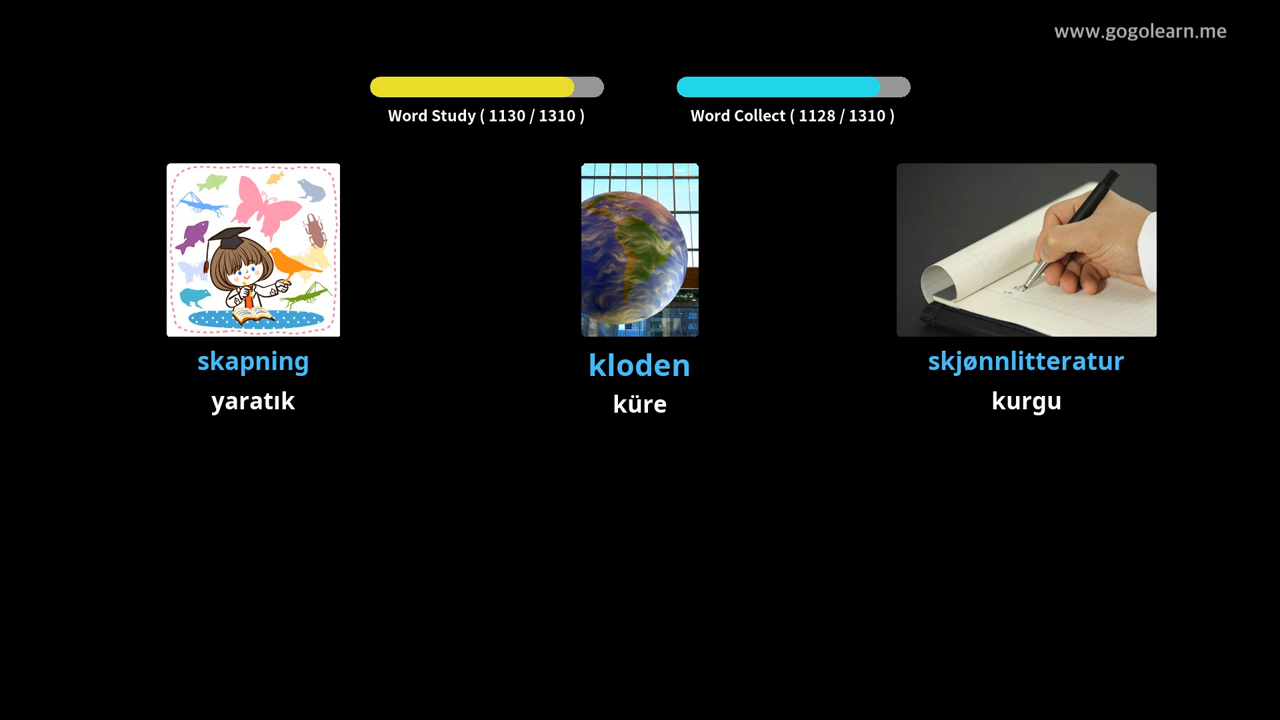 www.gogolearn.me
Word Study ( 1130 / 1310 )
Word Collect ( 1128 / 1310 )
skapning
yaratık
kloden
küre
skjønnlitteratur
kurgu